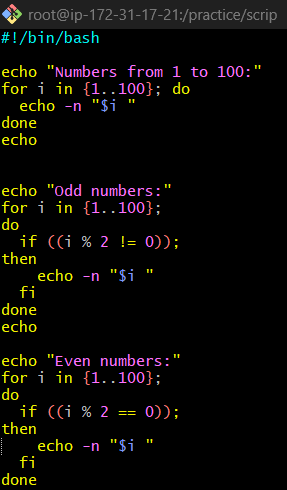 root@ip-172-31-17-21:/practice/scrip
#!/bin/bash
echo "Numbers from 1 to 100:"
for i in {1..100}; do
  echo -n "$i "
done
echo
echo "Odd numbers:"
for i in {1..100};
do
  if ((i % 2 != 0));
then
    echo -n "$i "
  fi
done
echo
echo "Even numbers:"
for i in {1..100};
do
  if ((i % 2 == 0));
then
    echo -n "$i "
  fi
done